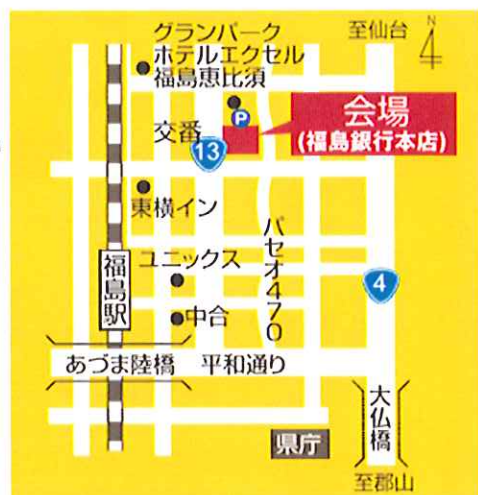 グランパーク
ホテルエクセル
福島恵比須
至仙台
N
4
P
交番
会場
(福島銀行本店)
13
東横イン
パセオ470
ユニックス
福島駅
4
中合
あづま陸橋
平和通り
大仏橋
県庁
至郡山